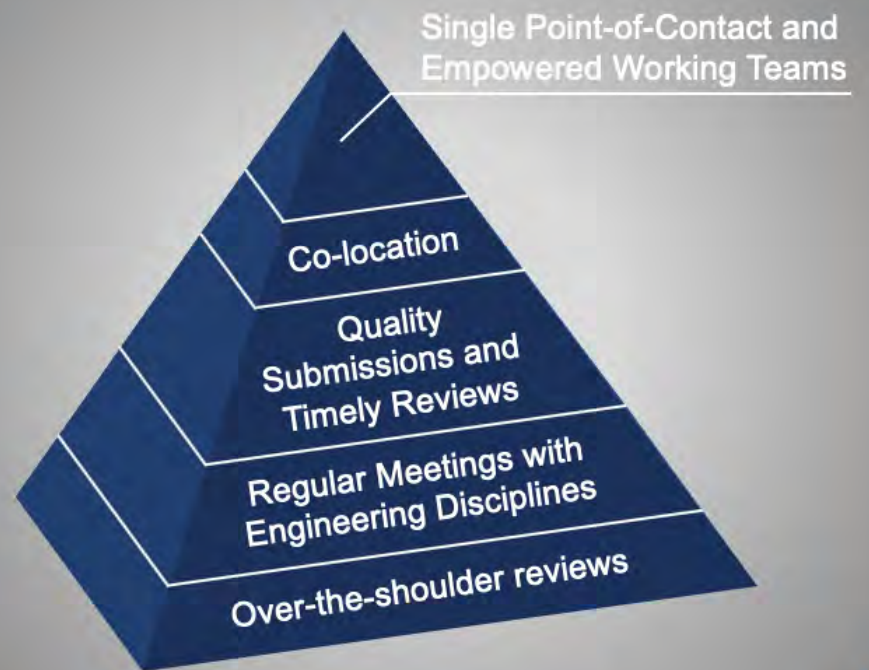 Single Point-of-Contact and
Empowered Working Teams
Co-location
Quality
Submissions and
Timely Reviews
Regular Meetings with
Engineering Disciplines
Over-the-shoulder reviews